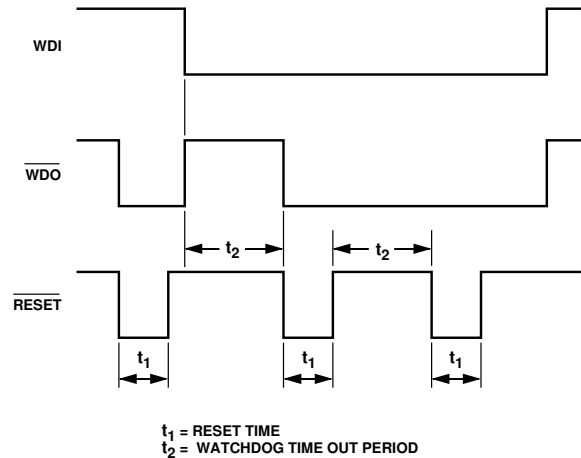 WDI
WDO
t2
t2
RESET
t1
t1
t1
t1 = RESET TIME
t2 = WATCHDOG TIME OUT PERIOD